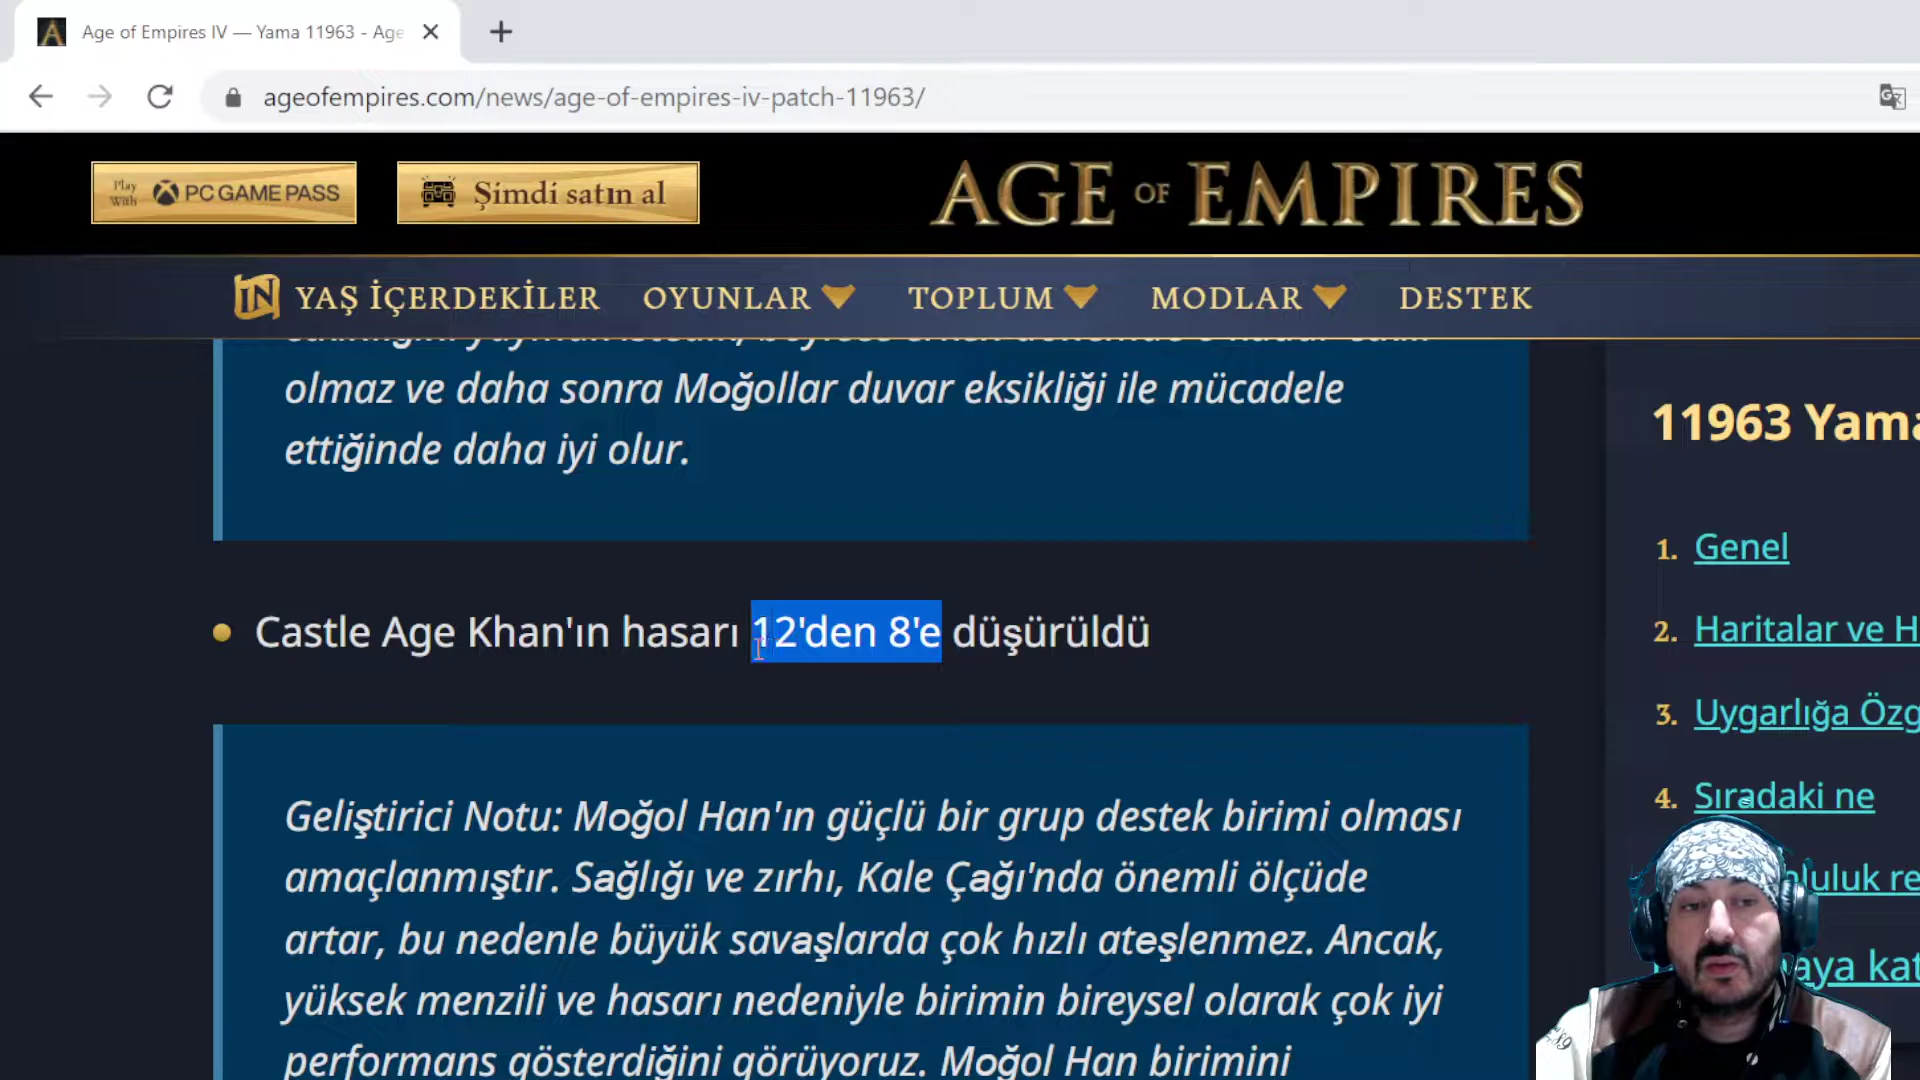 Age of Empires IV — Yama 11963 - Age
ageofempires.com/news/age-of-empires-iv-patch-11963/
Play With PC GAME PASS
Şimdi satın al
AGE OF EMPIRES
IN YAŞ İÇERDEKİLER OYUNLAR TOPLUM MODLAR DESTEK
olmaz ve daha sonra Moğollar duvar eksikliği ile mücadele
ettiğinde daha iyi olur.
Castle Age Khan'ın hasarı 12'den 8'e düşürüldü
Geliştirici Notu: Moğol Han'ın güçlü bir grup destek birimi olması
amaçlanmıştır. Sağlığı ve zırhı, Kale Çağı'nda önemli ölçüde
artar, bu nedenle büyük savaşlarda çok hızlı ateşlenmez. Ancak,
yüksek menzili ve hasarı nedeniyle birimin bireysel olarak çok iyi
performans gösterdiğini görüyoruz. Moğol Han birimini
11963 Yama
1. Genel
2. Haritalar ve H
3. Uygarlığa Özg
4. Sıradaki ne